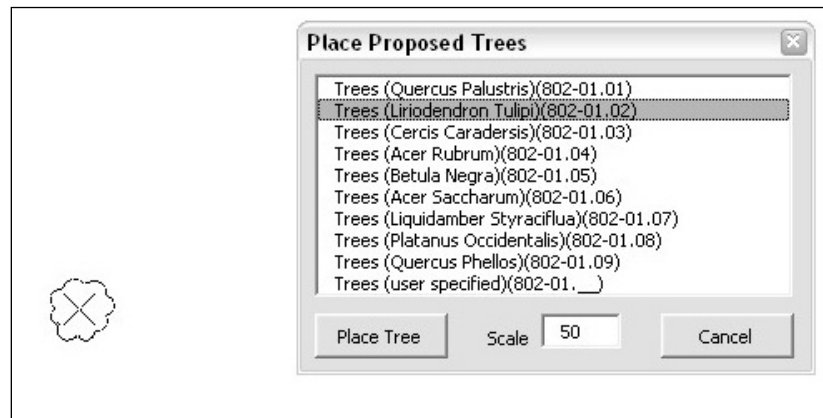 Place Proposed Trees
Trees (Quercus Palustris)(802-01.01)
Trees (Liriodendron Tulipi)(802-01.02)
Trees (Cercis Caradersis)(802-01.03)
Trees (Acer Rubrum)(802-01.04)
Trees (Betula Negra)(802-01.05)
Trees (Acer Saccharum)(802-01.06)
Trees (Liquidamber Styraciflua)(802-01.07)
Trees (Platanus Occidentalis)(802-01.08)
Trees (Quercus Phellos)(802-01.09)
Trees (user specified)(802-01.__)
Place Tree Scale 50 Cancel